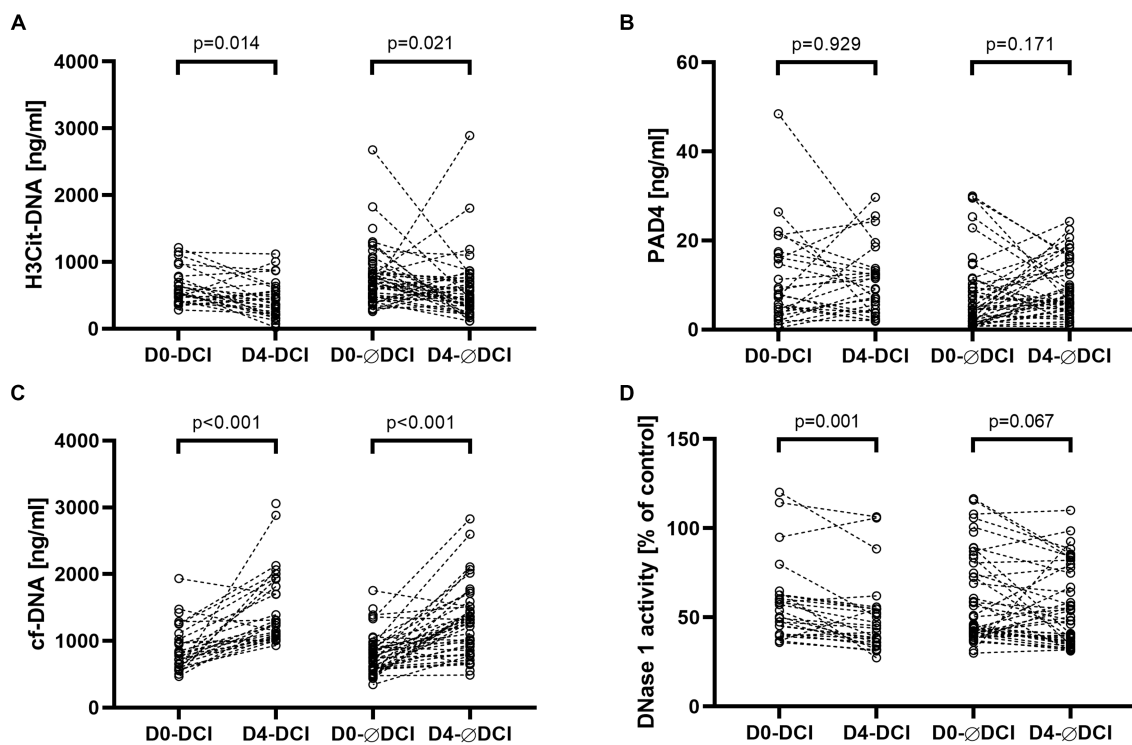 A
p=0.014
p=0.021
H3Cit-DNA [ng/ml]
4000
3000
2000
1000
0
D0-DCI
D4-DCI
D0-∅DCI
D4-∅DCI
B
p=0.929
p=0.171
PAD4 [ng/ml]
60
40
20
0
D0-DCI
D4-DCI
D0-∅DCI
D4-∅DCI
C
p<0.001
p<0.001
cf-DNA [ng/ml]
4000
3000
2000
1000
0
D0-DCI
D4-DCI
D0-∅DCI
D4-∅DCI
D
p=0.001
p=0.067
DNase 1 activity [% of control]
150
100
50
0
D0-DCI
D4-DCI
D0-∅DCI
D4-∅DCI